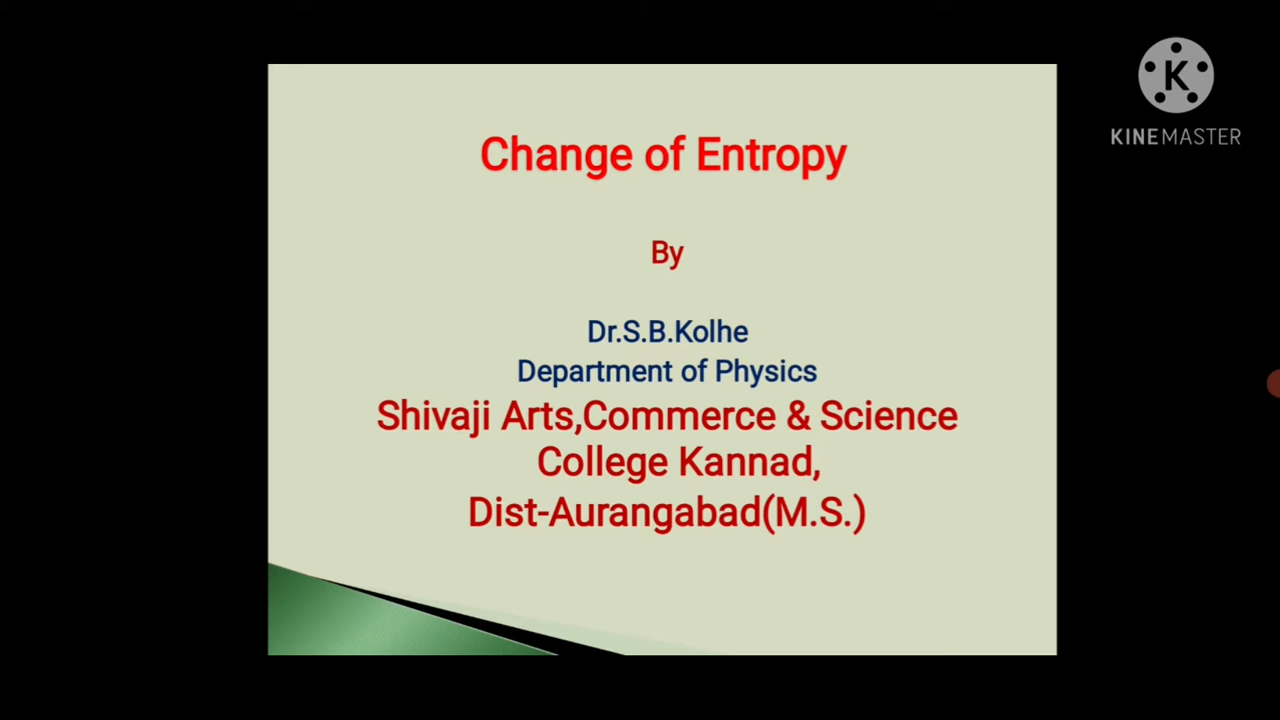 K
KINEMASTER
Change of Entropy
By
Dr.S.B.Kolhe
Department of Physics
Shivaji Arts,Commerce & Science
College Kannad,
Dist-Aurangabad(M.S.)